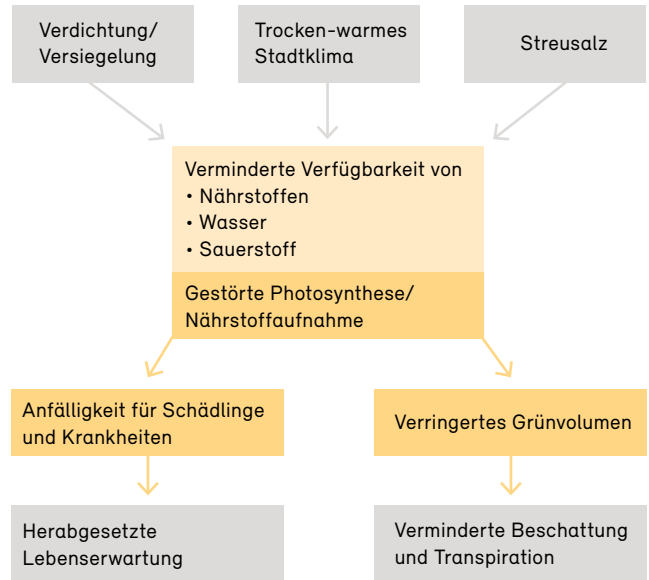 Verdichtung/
Versiegelung
Trocken-warmes
Stadtklima
Streusalz
Verminderte Verfügbarkeit von
• Nährstoffen
• Wasser
• Sauerstoff
Gestörte Photosynthese/
Nährstoffaufnahme
Anfälligkeit für Schädlinge
und Krankheiten
Verringertes Grünvolumen
Herabgesetzte
Lebenserwartung
Verminderte Beschattung
und Transpiration